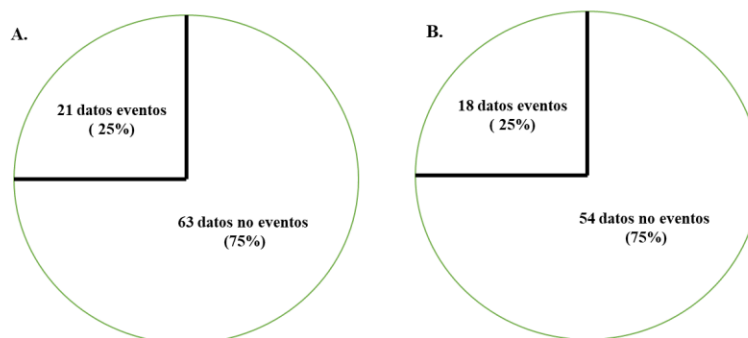 A.
21 datos eventos
( 25%)
63 datos no eventos
(75%)
B.
18 datos eventos
( 25%)
54 datos no eventos
(75%)